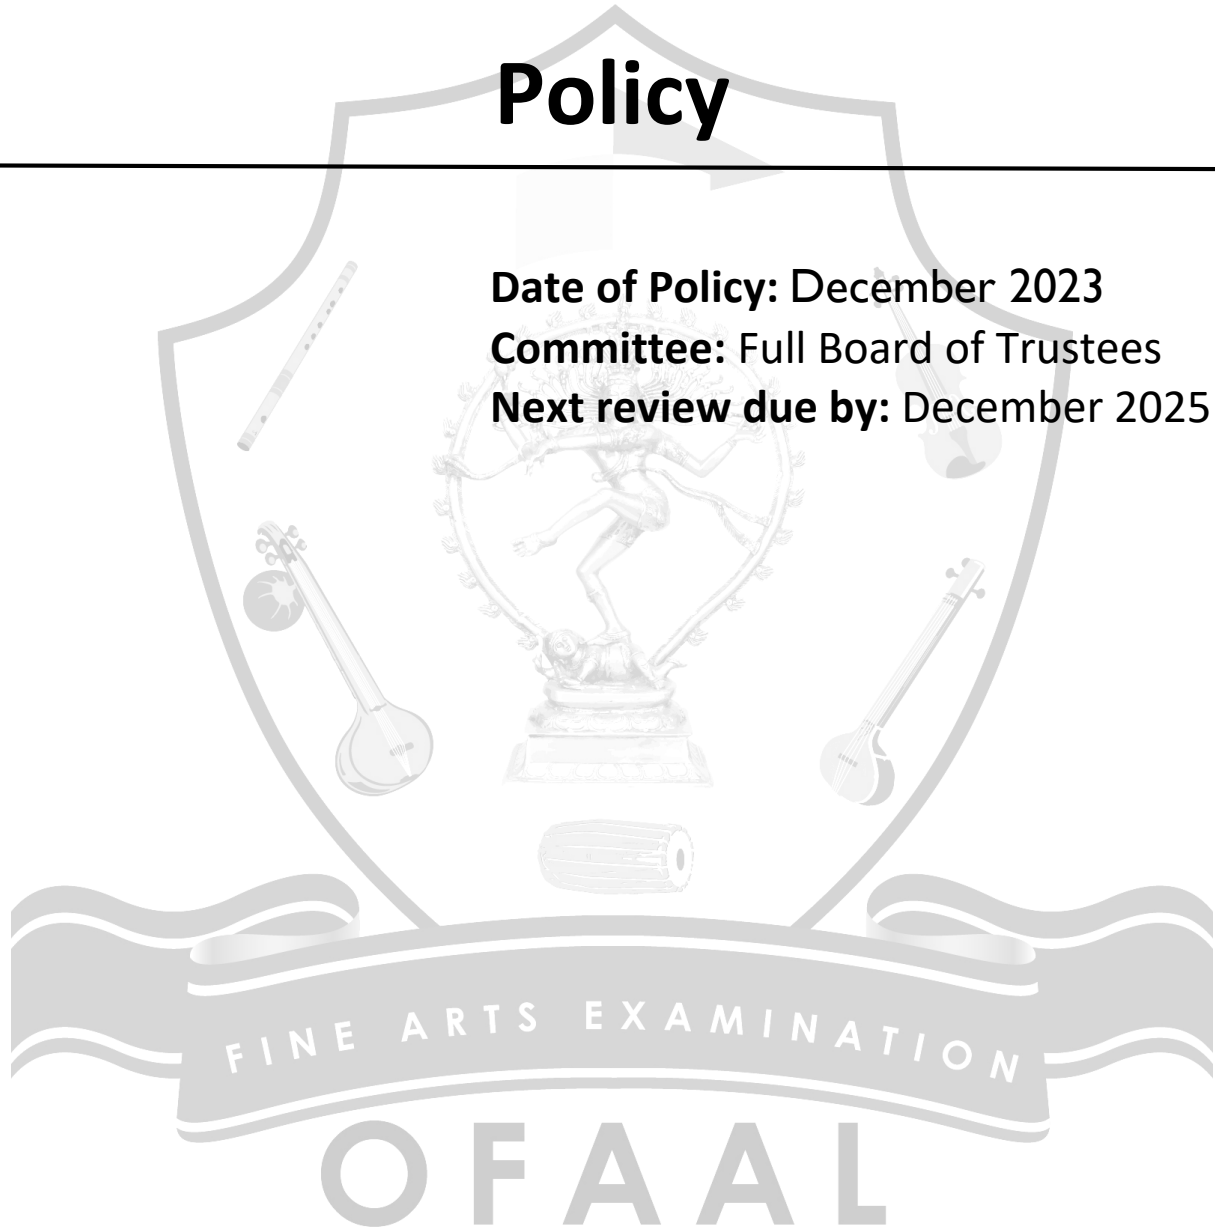 Policy
Date of Policy: December 2023
Committee: Full Board of Trustees
Next review due by: December 2025
FINE ARTS EXAMINATION
OFAAL